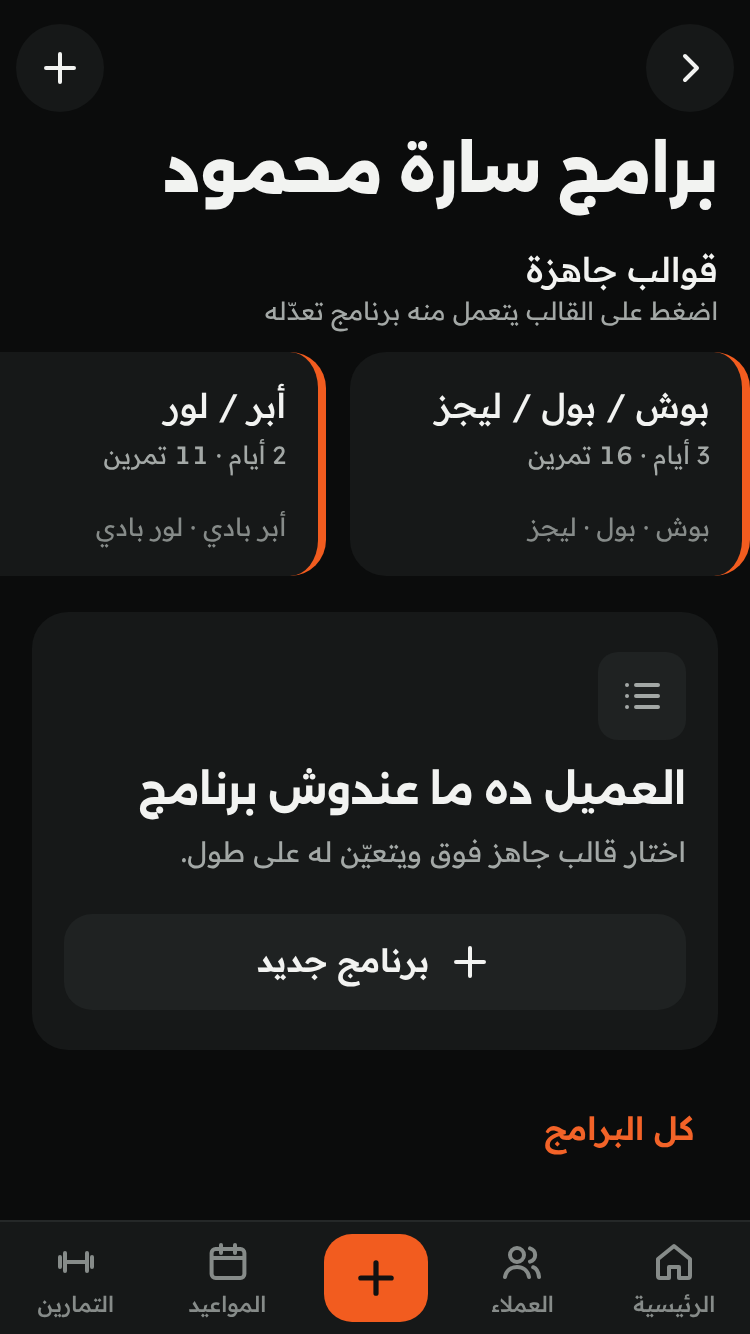 برامج سارة محمود
قوالب جاهزة
اضغط على القالب يتعمل منه برنامج تعدّله
بوش / بول / ليجز
3 أيام · 16 تمرين
بوش · بول · ليجز
أبر / لور
2 أيام · 11 تمرين
أبر بادي · لور بادي
العميل ده ما عندوش برنامج
اختار قالب جاهز فوق ويتعيّن له على طول.
برنامج جديد
كل البرامج
الرئيسية
العملاء
المواعيد
التمارين